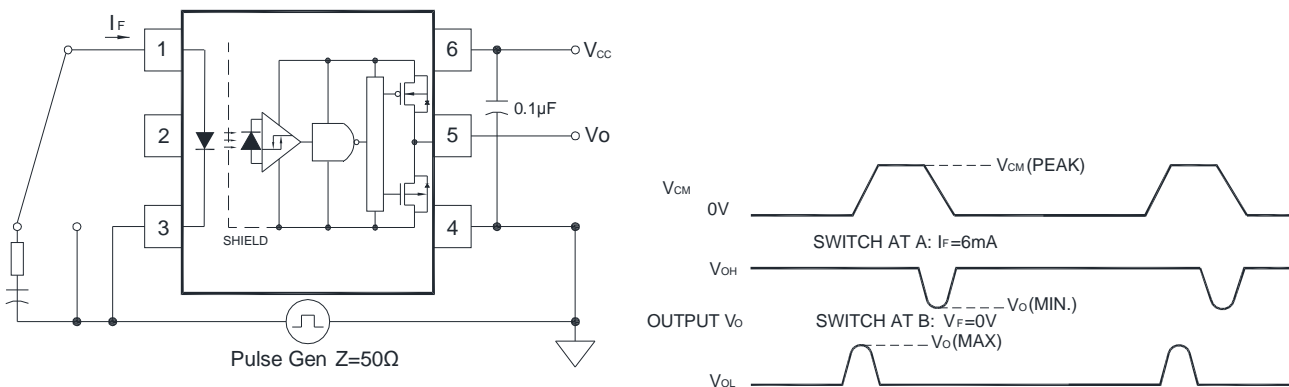 IF
1
2
3
6
5
4
VCC
0.1µF
Vo
SHIELD
Pulse Gen Z=50Ω
VCM
0V
VCM(PEAK)
SWITCH AT A: IF=6mA
VOH
VO(MIN.)
OUTPUT VO
SWITCH AT B: VF=0V
VO(MAX)
VOL